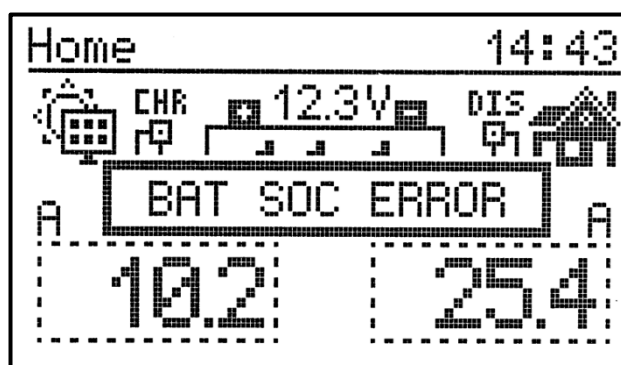 Home 14:43
CHR 12.3V DIS
BAT SOC ERROR
A A
10.2 25.4